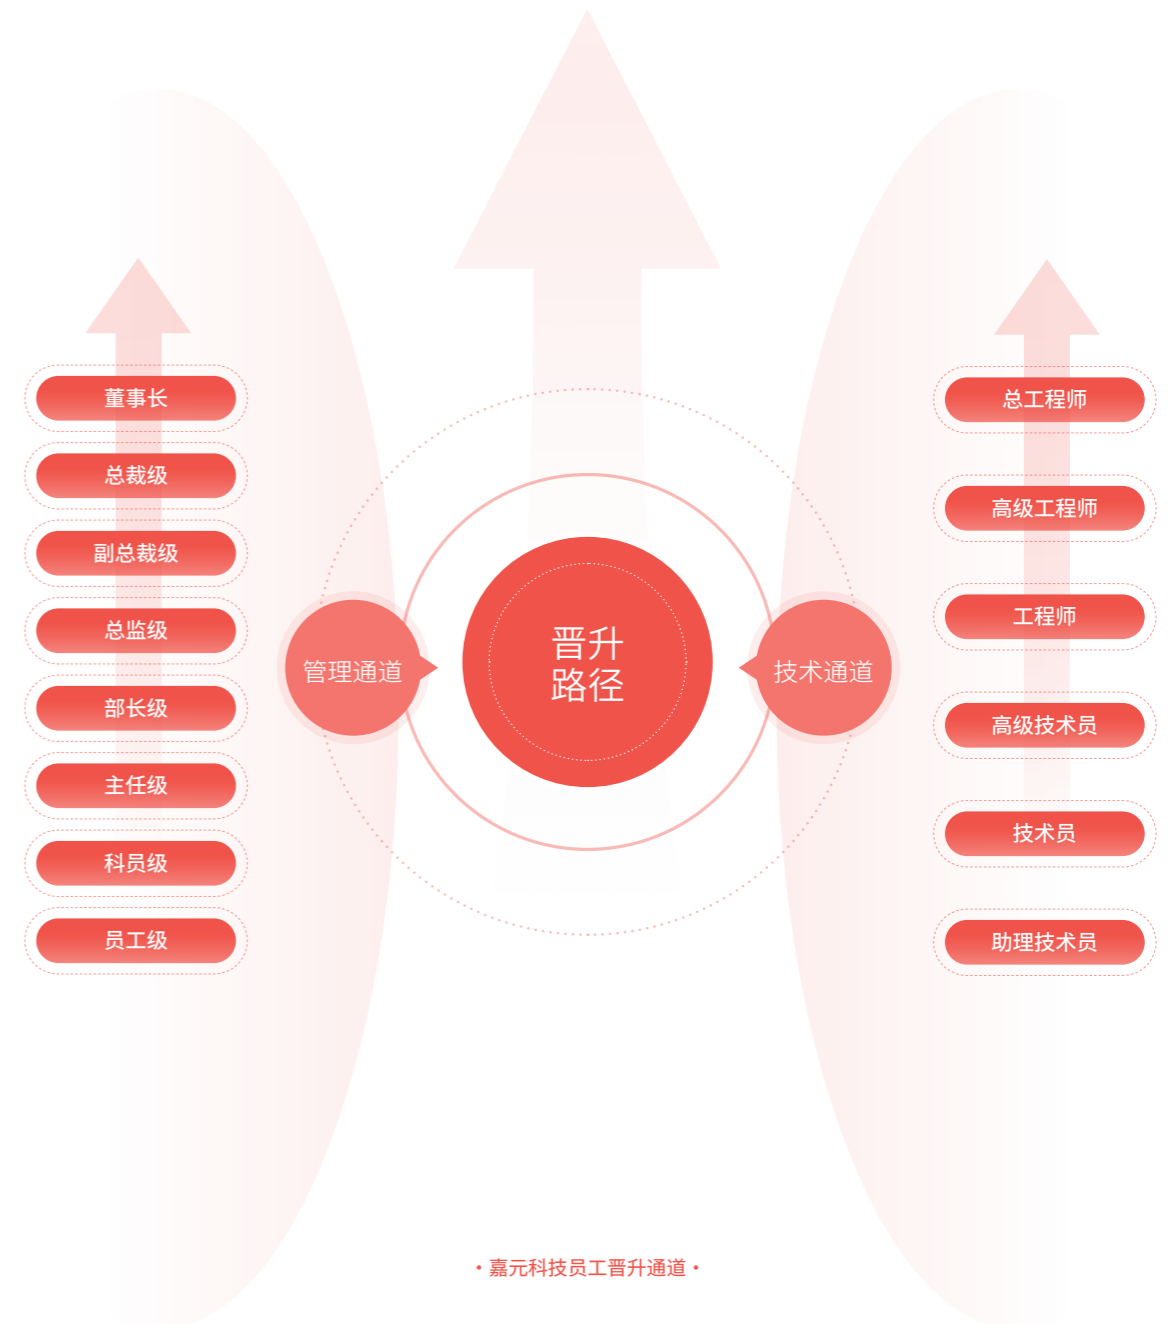 董事长
总裁级
副总裁级
总监级
部长级
主任级
科员级
员工级
管理通道
晋升
路径
技术通道
总工程师
高级工程师
工程师
高级技术员
技术员
助理技术员
·嘉元科技员工晋升通道·